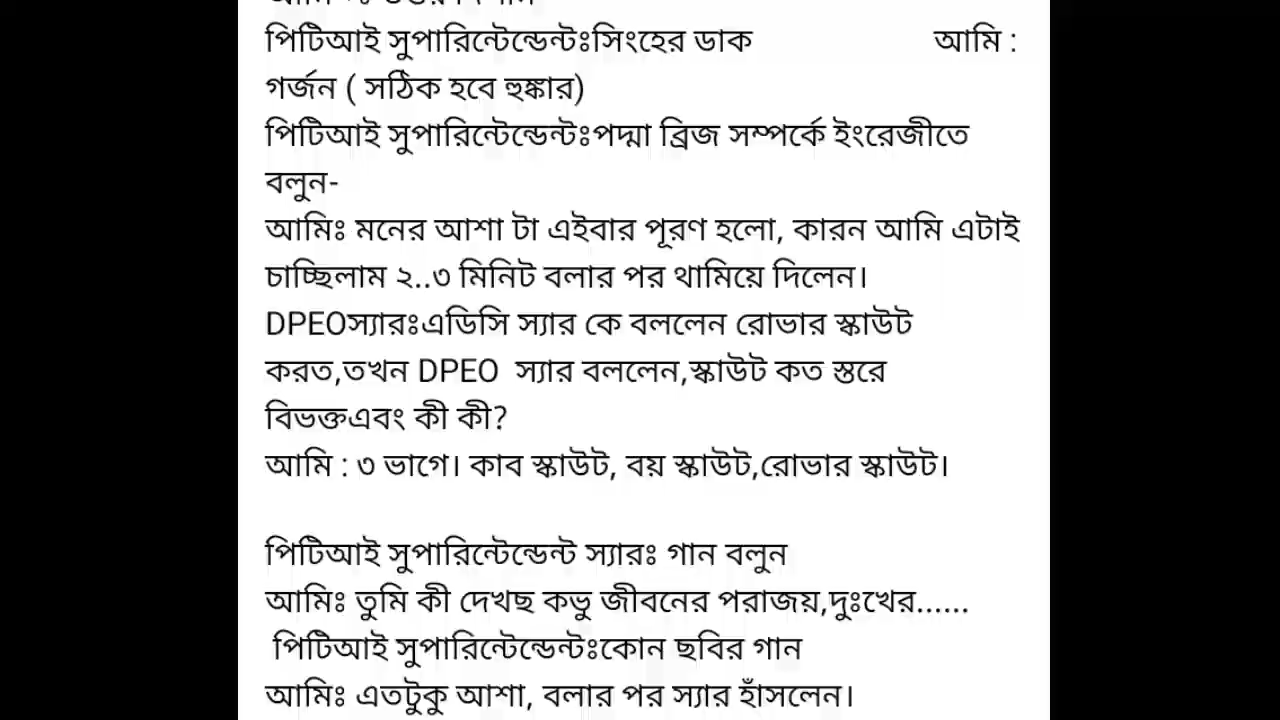 পিটিআই সুপারিন্টেন্ডেন্টঃসিংহের ডাক আমি :
গর্জন ( সঠিক হবে হুঙ্কার)
পিটিআই সুপারিন্টেন্ডেন্টঃপদ্মা ব্রিজ সম্পর্কে ইংরেজীতে
বলুন-
আমিঃ মনের আশা টা এইবার পূরণ হলো, কারন আমি এটাই
চাচ্ছিলাম ২..৩ মিনিট বলার পর থামিয়ে দিলেন।
DPEOস্যারঃএডিসি স্যার কে বললেন রোভার স্কাউট
করত,তখন DPEO স্যার বললেন,স্কাউট কত স্তরে
বিভক্তএবং কী কী?
আমি : ৩ ভাগে। কাব স্কাউট, বয় স্কাউট,রোভার স্কাউট।
পিটিআই সুপারিন্টেন্ডেন্ট স্যারঃ গান বলুন
আমিঃ তুমি কী দেখছ কভু জীবনের পরাজয়,দুঃখের......
পিটিআই সুপারিন্টেন্ডেন্টঃকোন ছবির গান
আমিঃ এতটুকু আশা, বলার পর স্যার হাঁসলেন।